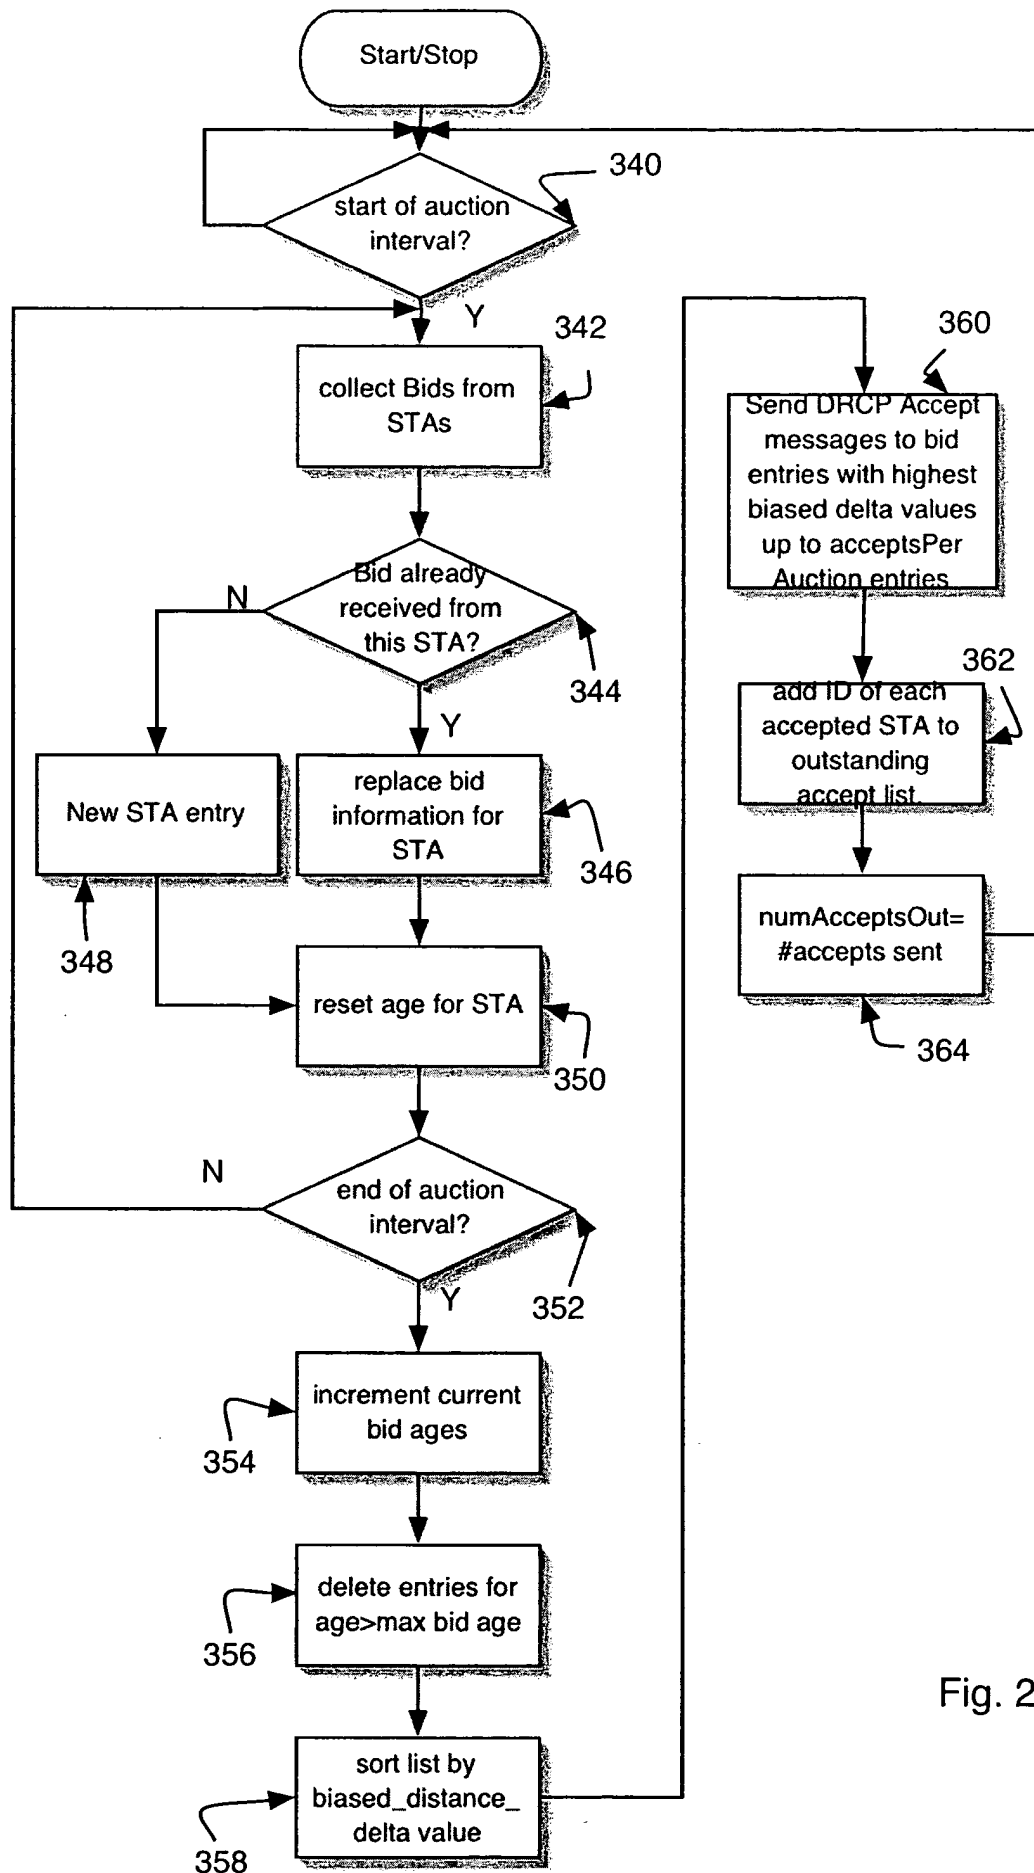 Start/Stop
340
start of auction
interval?
Y
342
collect Bids from
STAs
N
Bid already
received from
this STA?
344
Y
New STA entry
348
replace bid
information for
STA
346
reset age for STA
350
N
end of auction
interval?
Y
352
increment current
bid ages
354
delete entries for
age>max bid age
356
sort list by
biased_distance_
delta value
358
360
Send DRCP Accept
messages to bid
entries with highest
biased delta values
up to acceptsPer
Auction entries
362
add ID of each
accepted STA to
outstanding
accept list.
numAcceptsOut=
#accepts sent
364
Fig. 2